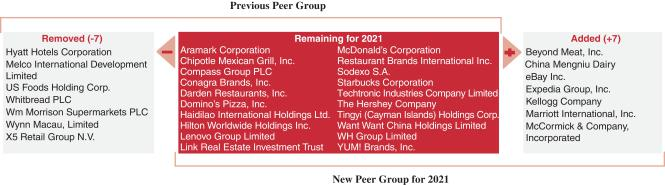 Previous Peer Group
Removed (-7)
Hyatt Hotels Corporation
Melco International Development
Limited
US Foods Holding Corp.
Whitbread PLC
Wm Morrison Supermarkets PLC
Wynn Macau, Limited
X5 Retail Group N.V.
Remaining for 2021
Aramark Corporation
Chipotle Mexican Grill, Inc.
Compass Group PLC
Conagra Brands, Inc.
Darden Restaurants, Inc.
Domino's Pizza, Inc.
Haidilao International Holdings Ltd.
Hilton Worldwide Holdings Inc.
Lenovo Group Limited
Link Real Estate Investment Trust
McDonald's Corporation
Restaurant Brands International Inc.
Sodexo S.A.
Starbucks Corporation
Techtronic Industries Company Limited
The Hershey Company
Tingyi (Cayman Islands) Holdings Corp.
Want Want China Holdings Limited
WH Group Limited
YUM! Brands, Inc.
Added (+7)
Beyond Meat, Inc.
China Mengniu Dairy
eBay Inc.
Expedia Group, Inc.
Kellogg Company
Marriott International, Inc.
McCormick & Company,
Incorporated
New Peer Group for 2021